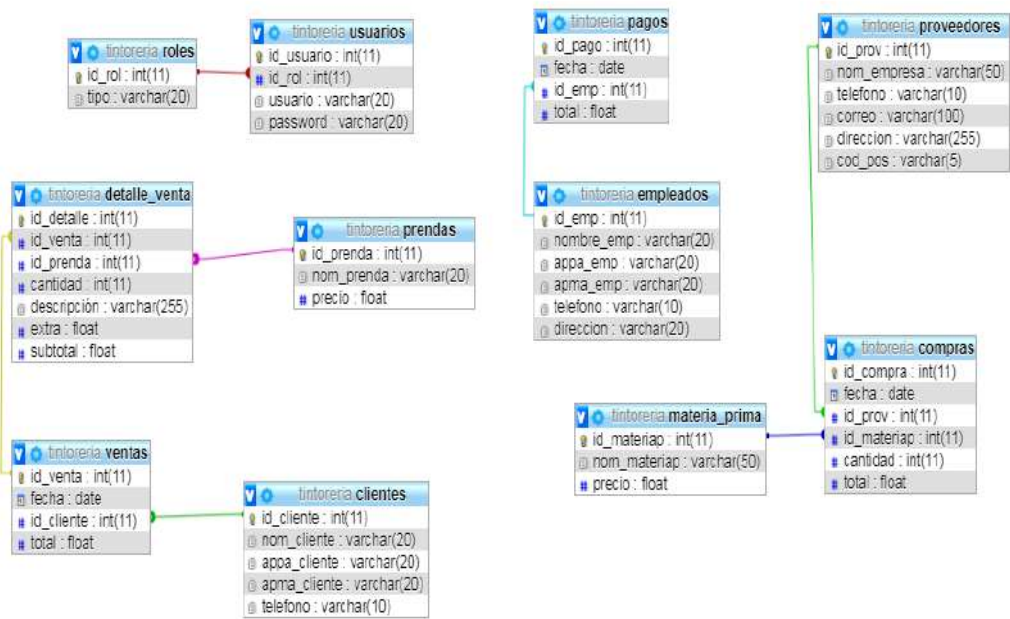 tintoreria roles
id_rol : int(11)
tipo : varchar(20)
tintoreria usuarios
id_usuario : int(11)
id_rol : int(11)
usuario : varchar(20)
password : varchar(20)
tintoreria pagos
id_pago : int(11)
fecha : date
id_emp : int(11)
total : float
tintoreria proveedores
id_prov : int(11)
nom_empresa : varchar(50)
telefono : varchar(10)
correo : varchar(100)
direccion : varchar(255)
cod_pos : varchar(5)
tintoreria detalle_venta
id_detalle : int(11)
id_venta : int(11)
id_prenda : int(11)
cantidad : int(11)
descripción : varchar(255)
extra : float
subtotal : float
tintoreria prendas
id_prenda : int(11)
nom_prenda : varchar(20)
precio : float
tintoreria empleados
id_emp : int(11)
nombre_emp : varchar(20)
appa_emp : varchar(20)
apma_emp : varchar(20)
telefono : varchar(10)
direccion : varchar(20)
tintoreria compras
id_compra : int(11)
fecha : date
id_prov : int(11)
id_materiap : int(11)
cantidad : int(11)
total : float
tintoreria materia_prima
id_materiap : int(11)
nom_materiap : varchar(50)
precio : float
tintoreria ventas
id_venta : int(11)
fecha : date
id_cliente : int(11)
total : float
tintoreria clientes
id_cliente : int(11)
nom_cliente : varchar(20)
appa_cliente : varchar(20)
apma_cliente : varchar(20)
telefono : varchar(10)